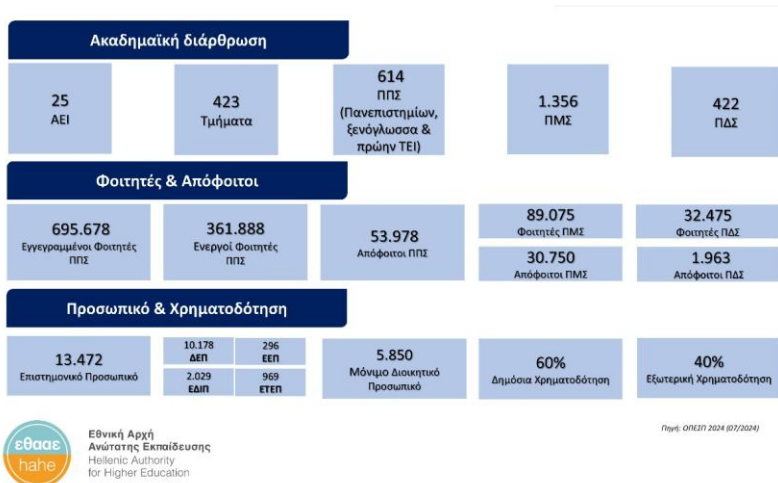 Ακαδημαϊκή διάρθρωση
25
ΑΕΙ
423
Τμήματα
614
ΠΠΣ
(Πανεπιστημίων,
ξενόγλωσσα &
πρώην ΤΕΙ)
1.356
ΠΜΣ
422
ΠΔΣ
Φοιτητές & Απόφοιτοι
695.678
Εγγεγραμμένοι Φοιτητές
ΠΠΣ
361.888
Ενεργοί Φοιτητές
ΠΠΣ
53.978
Απόφοιτοι ΠΠΣ
89.075
Φοιτητές ΠΜΣ
30.750
Απόφοιτοι ΠΜΣ
32.475
Φοιτητές ΠΔΣ
1.963
Απόφοιτοι ΠΔΣ
Προσωπικό & Χρηματοδότηση
13.472
Επιστημονικό Προσωπικό
10.178
ΔΕΠ
296
ΕΕΠ
2.029
ΕΔΙΠ
969
ΕΤΕΠ
5.850
Μόνιμο Διοικητικό
Προσωπικό
60%
Δημόσια Χρηματοδότηση
40%
Εξωτερική Χρηματοδότηση
εθααε
hahe
Εθνική Αρχή
Ανώτατης Εκπαίδευσης
Hellenic Authority
for Higher Education
Πηγή: ΟΠΕΣΠ 2024 (07/2024)